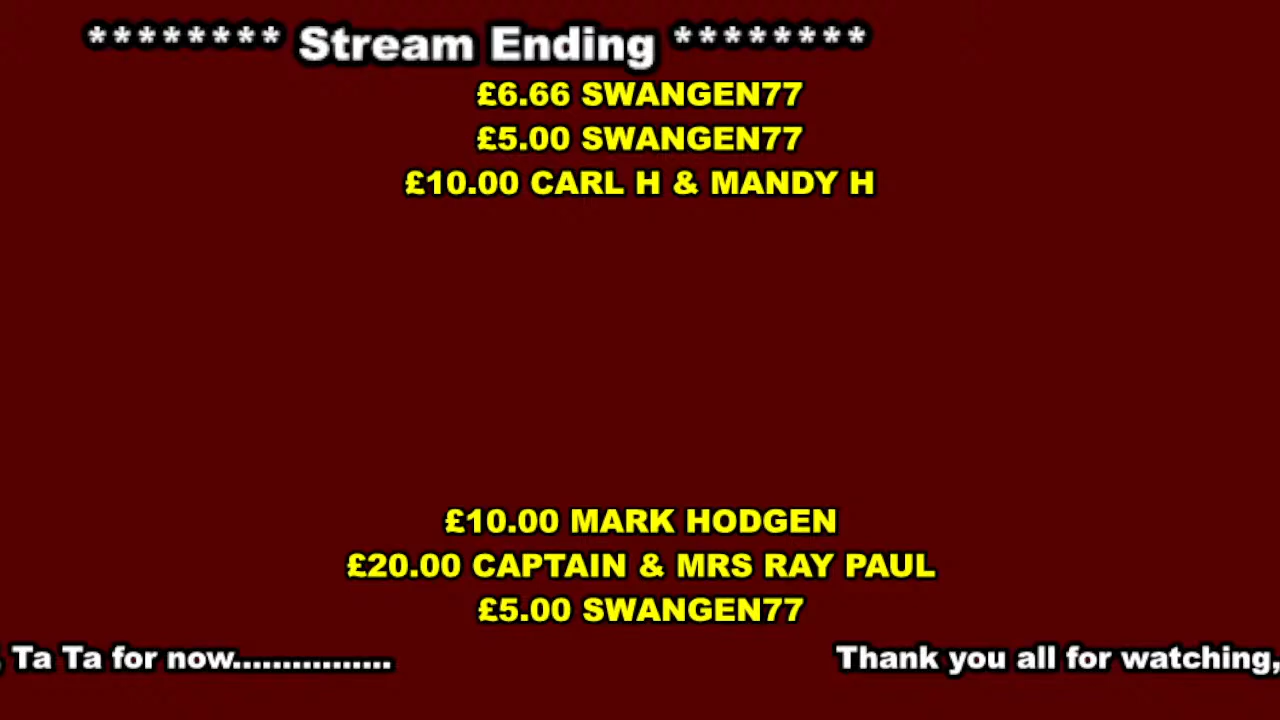 ******** Stream Ending ********
£6.66 SWANGEN77
£5.00 SWANGEN77
£10.00 CARL H & MANDY H
£10.00 MARK HODGEN
£20.00 CAPTAIN & MRS RAY PAUL
£5.00 SWANGEN77
, Ta Ta for now................ Thank you all for watching,